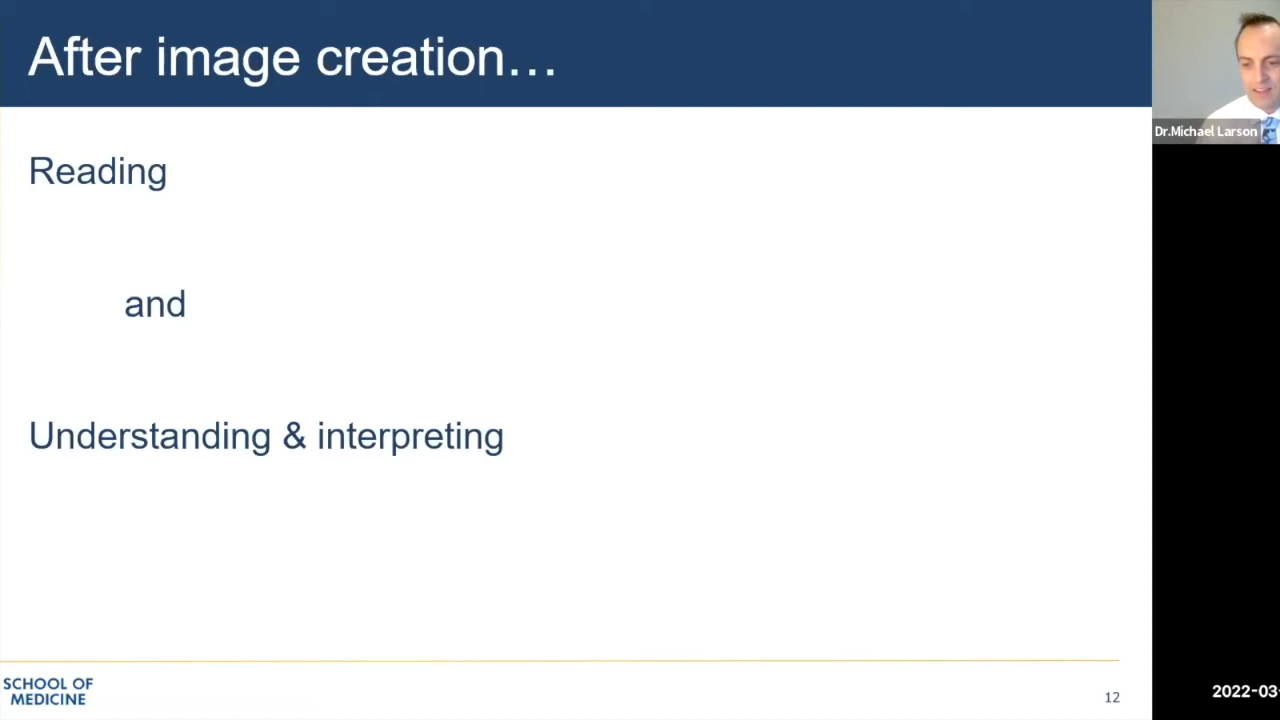 After image creation…
Dr.Michael Larson
Reading
and
Understanding & interpreting
SCHOOL OF
MEDICINE
12
2022-03-